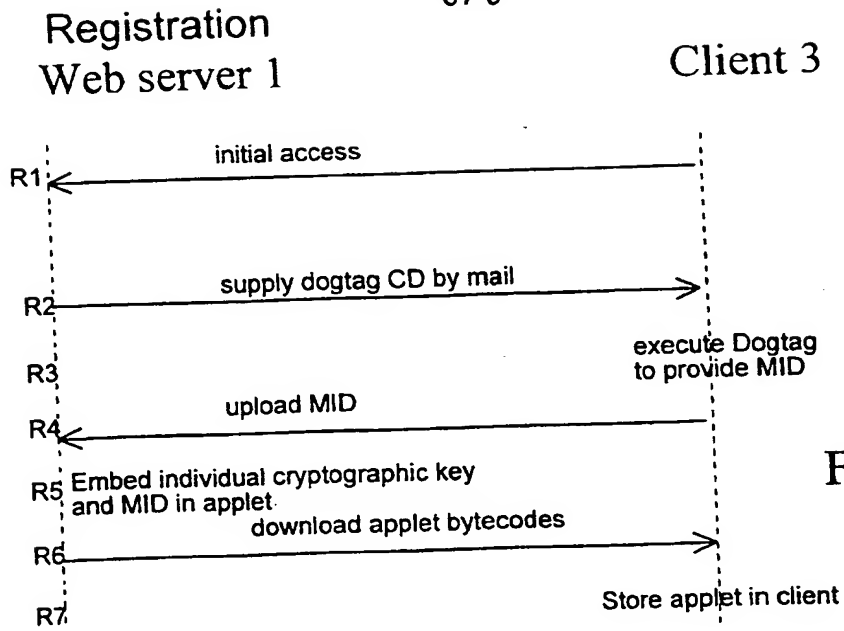 Registration
Web server 1
Client 3
R1
initial access
R2
supply dogtag CD by mail
R3
execute Dogtag
to provide MID
R4
upload MID
R5
Embed individual cryptographic key
and MID in applet
R6
download applet bytecodes
R7
Store applet in client
F